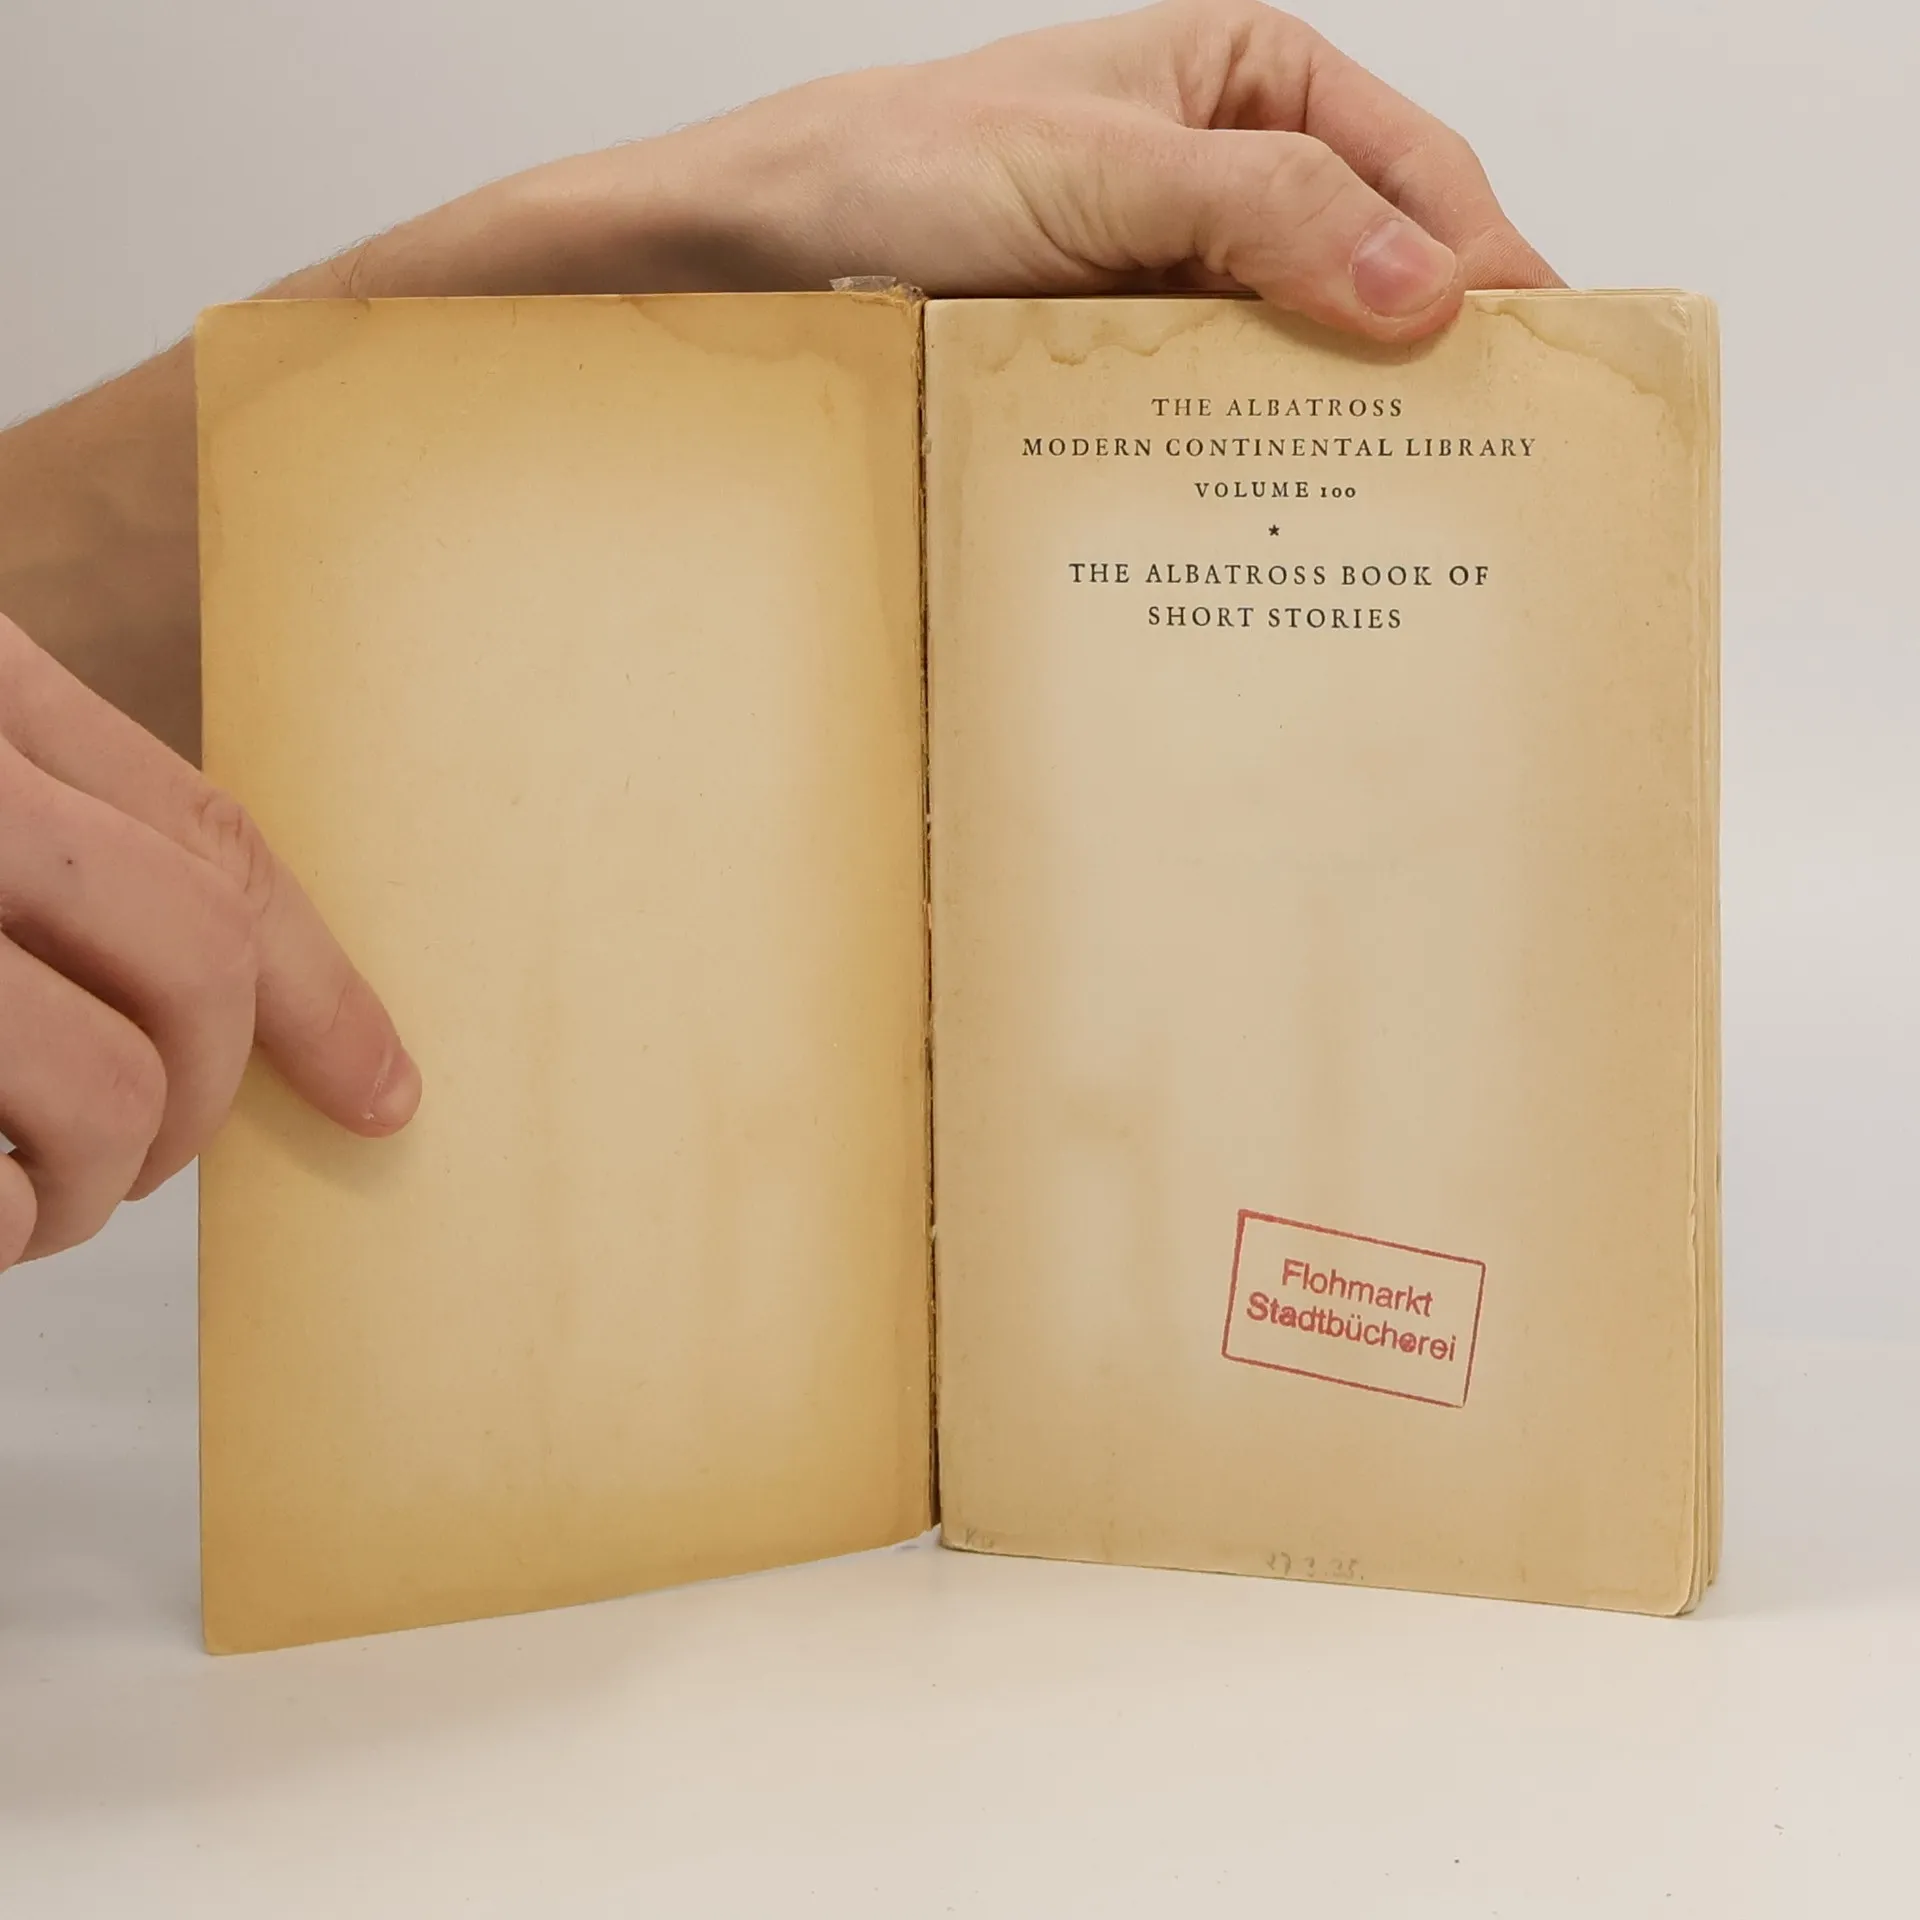 THE ALBATROSS
MODERN CONTINENTAL LIBRARY
VOLUME 100
★
THE ALBATROSS BOOK OF
SHORT STORIES
Flohmarkt
Stadtbücherei